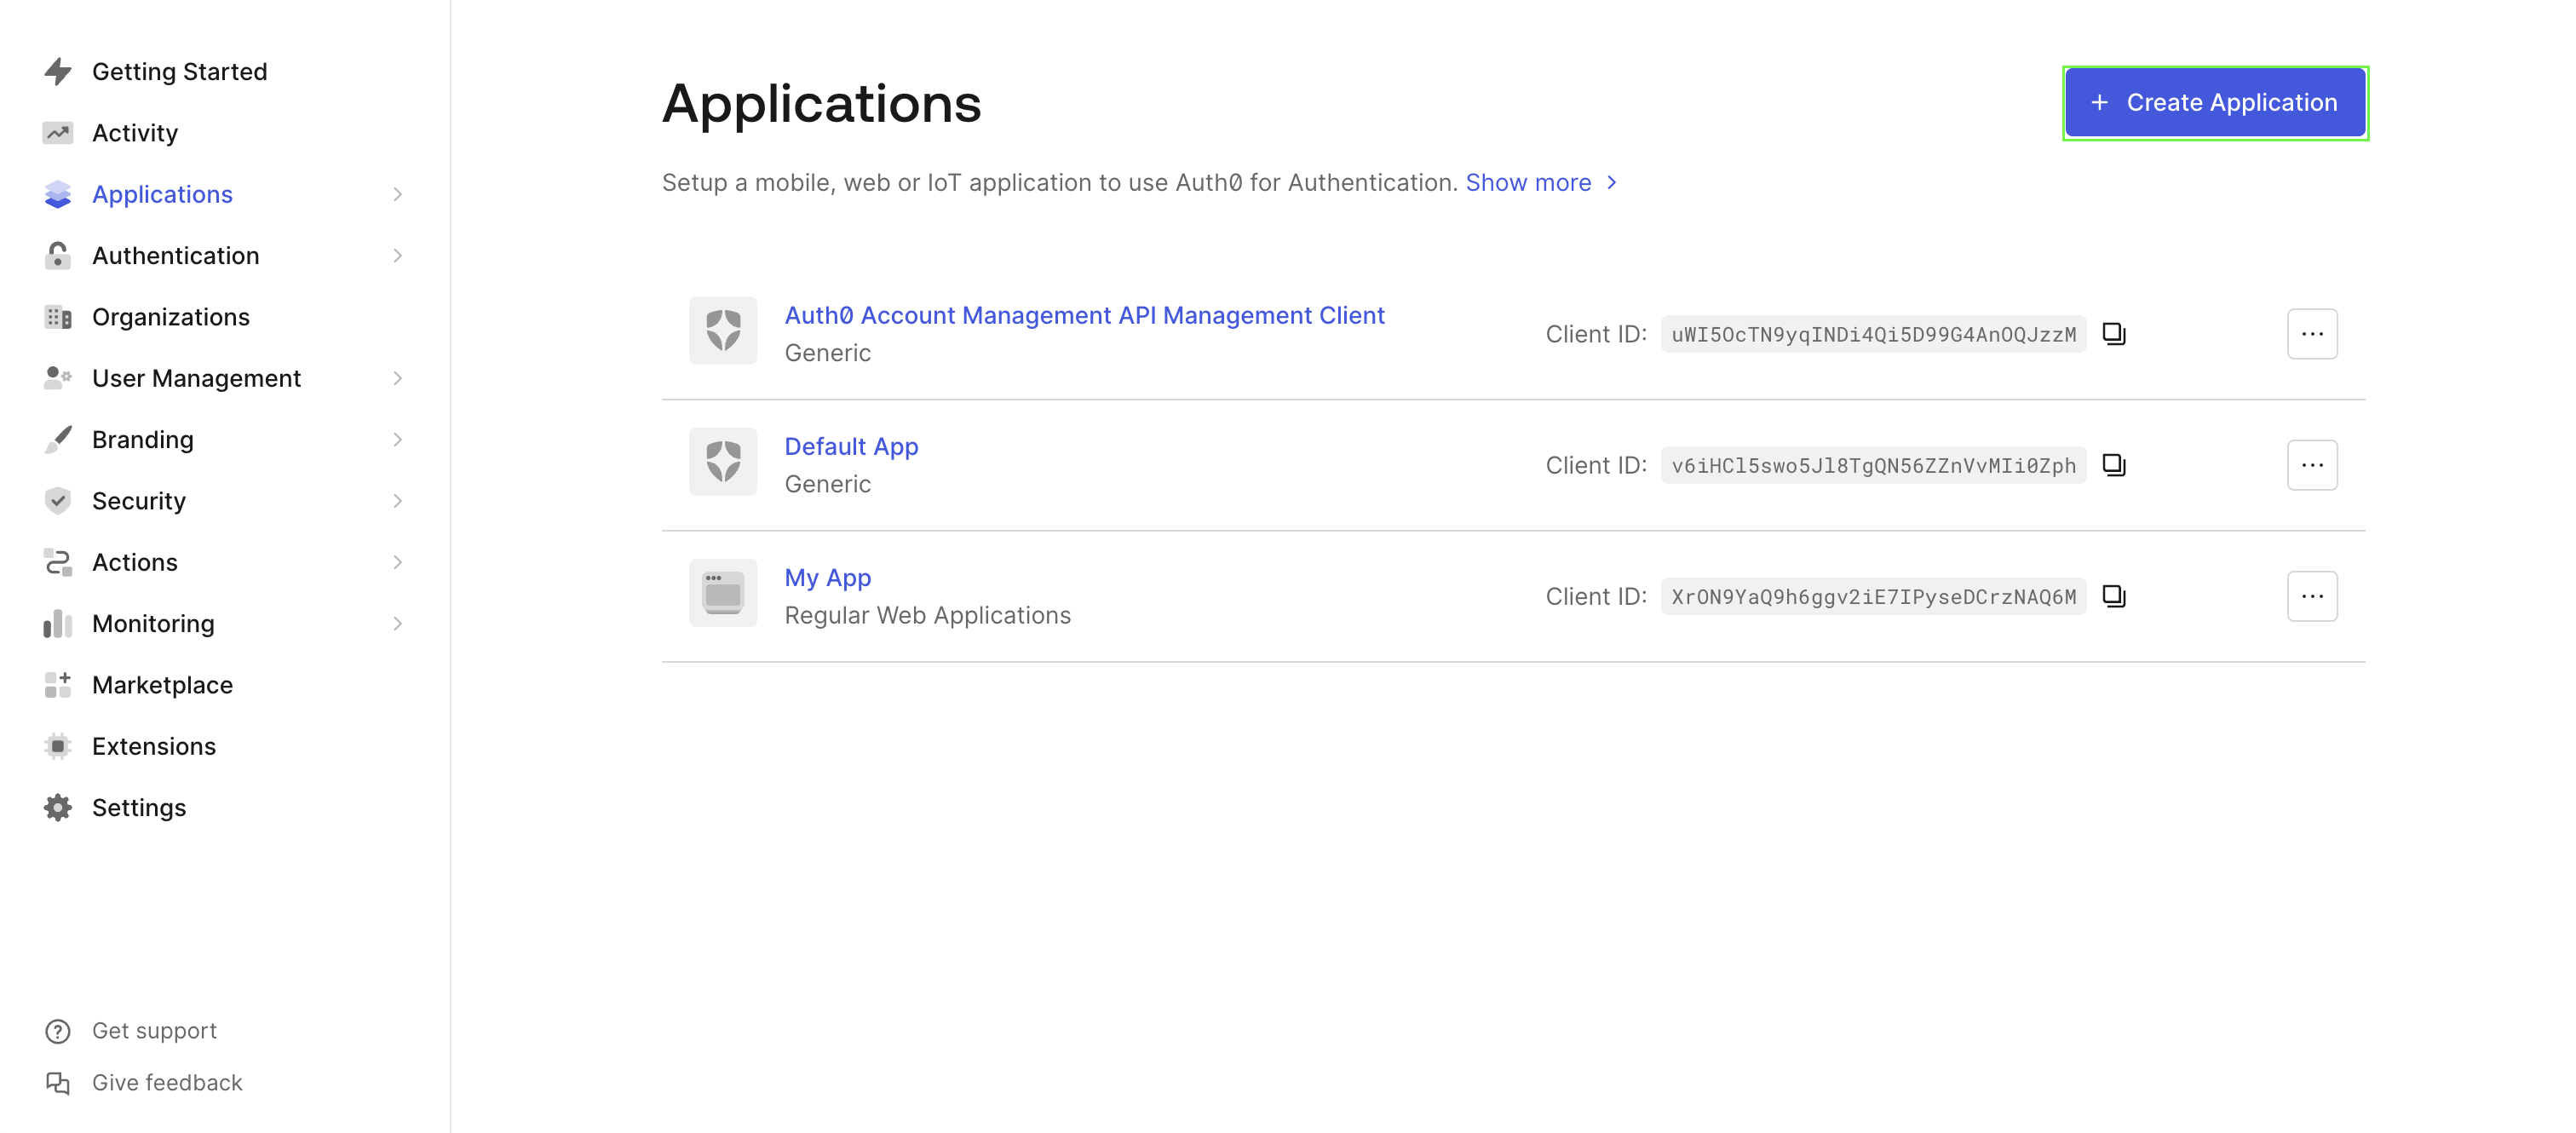 Getting Started
Activity
Applications
Authentication
Organizations
User Management
Branding
Security
Actions
Monitoring
Marketplace
Extensions
Settings
Get support
Give feedback
Applications
+ Create Application
Setup a mobile, web or IoT application to use Auth0 for Authentication. Show more
Auth0 Account Management API Management Client
Generic
Client ID: uWI5OcTN9yqINDi4Qi5D99G4AnOQJzzM
Default App
Generic
Client ID: v6iHCl5swo5Jl8TgQN56ZZnVvMIi0Zph
My App
Regular Web Applications
Client ID: XrON9YaQ9h6ggv2iE7IPyseDCrzNAQ6M